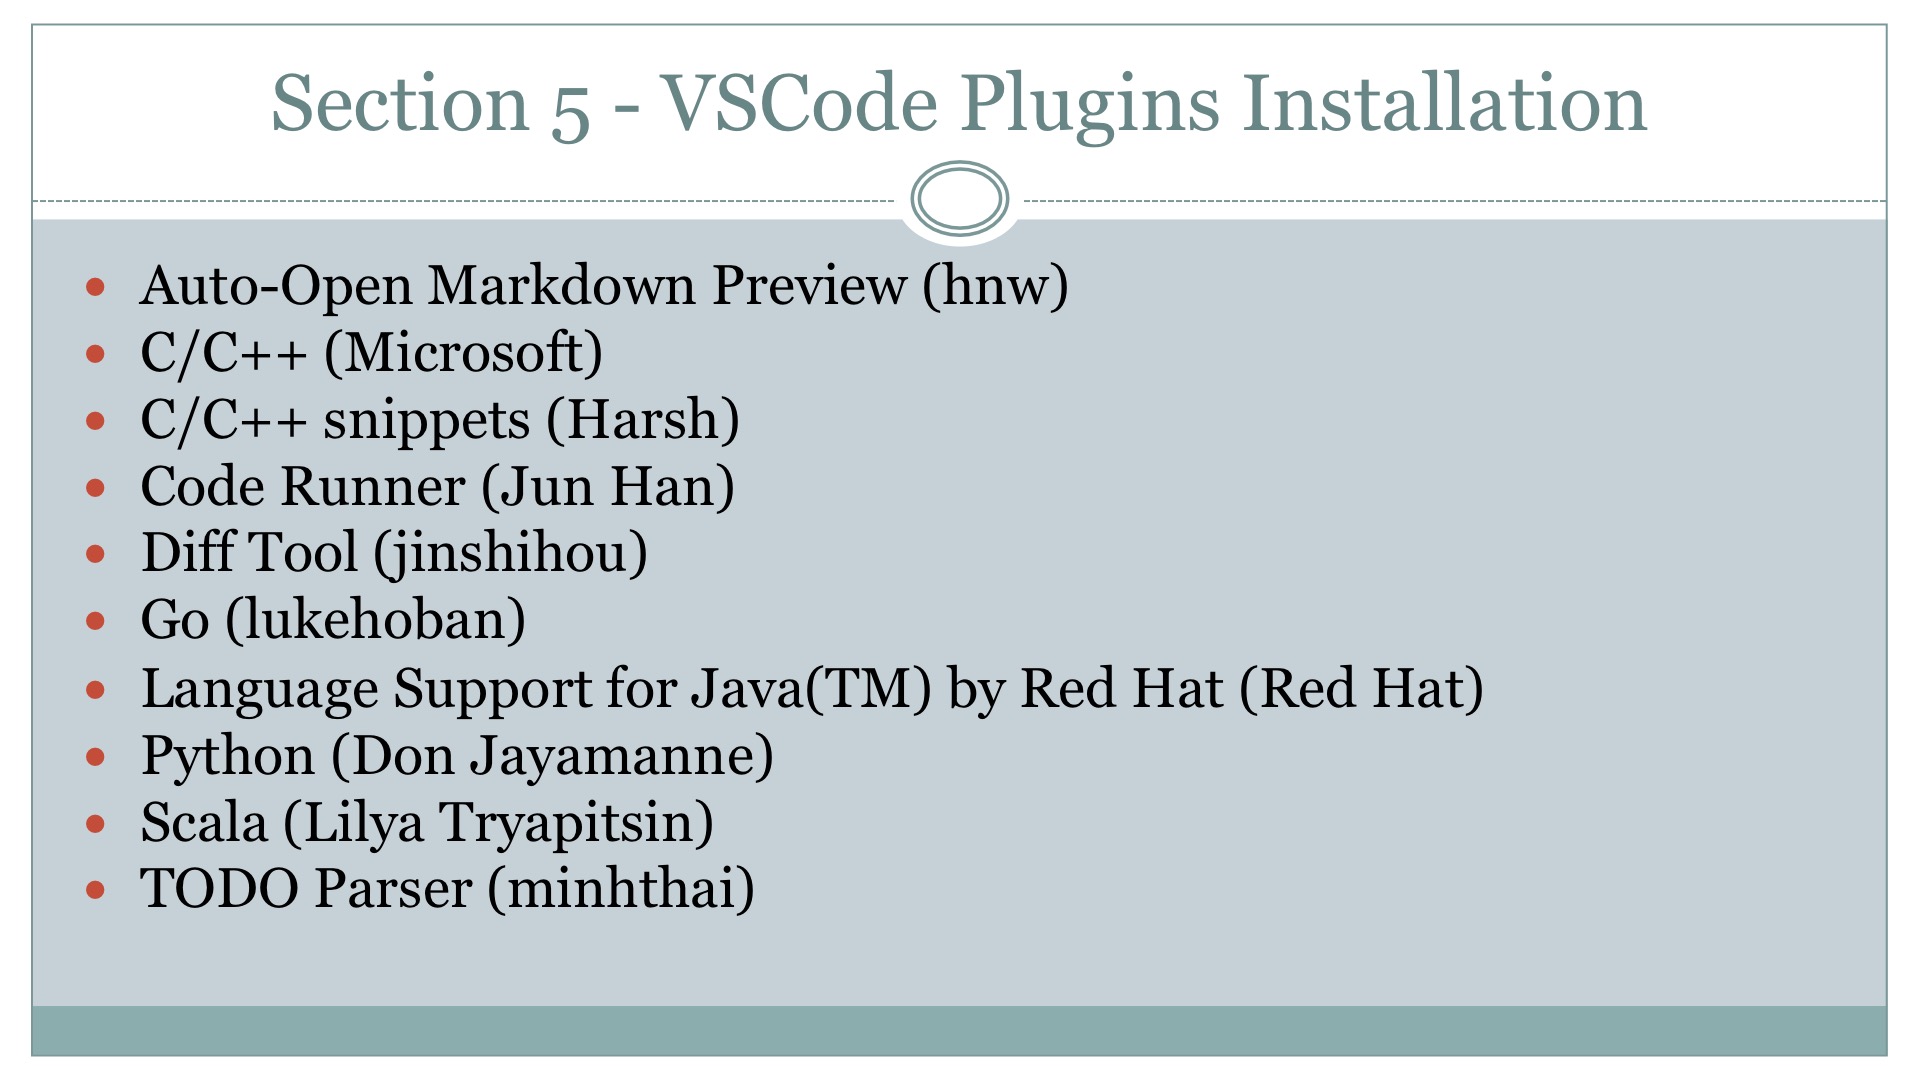 Section 5 - VSCode Plugins Installation
• Auto-Open Markdown Preview (hnw)
• C/C++ (Microsoft)
• C/C++ snippets (Harsh)
• Code Runner (Jun Han)
• Diff Tool (jinshihou)
• Go (lukehoban)
• Language Support for Java(TM) by Red Hat (Red Hat)
• Python (Don Jayamanne)
• Scala (Lilya Tryapitsin)
• TODO Parser (minhthai)